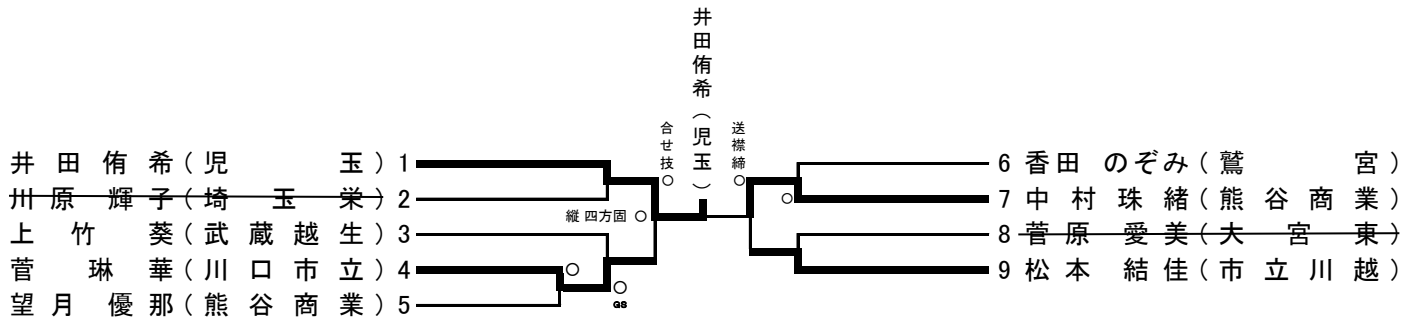 井田侑希（児玉）
合せ技
○
送襟締
○
井田侑希(児玉)1
川原輝子(埼玉栄)2
縦四方固 ○
上竹葵(武蔵越生)3
菅琳華(川口市立)4
○
○
GS
望月優那(熊谷商業)5
6 香田 のぞみ(鷲宮)
○
7 中村珠緒(熊谷商業)
8 菅原愛美(大宮東)
9 松本結佳(市立川越)